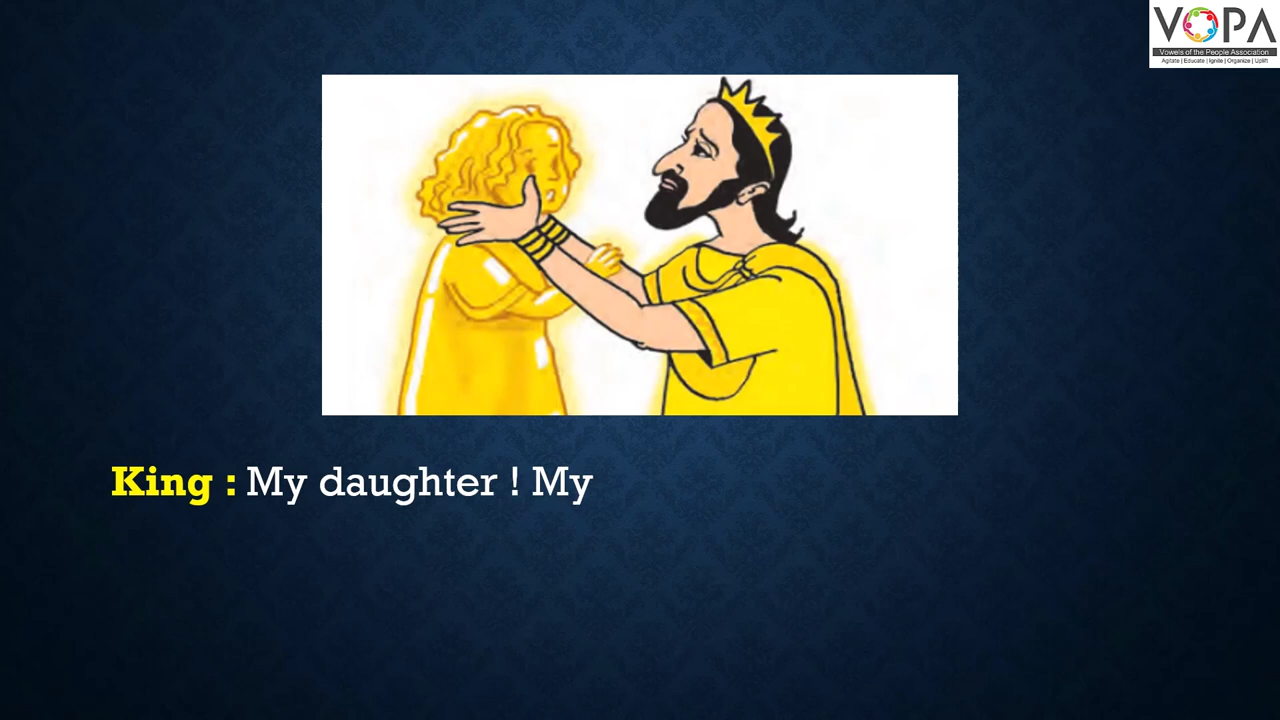 VOPA
Vowels of the People Association
Agitate | Educate | Ignite | Organize | Uplift
King : My daughter ! My